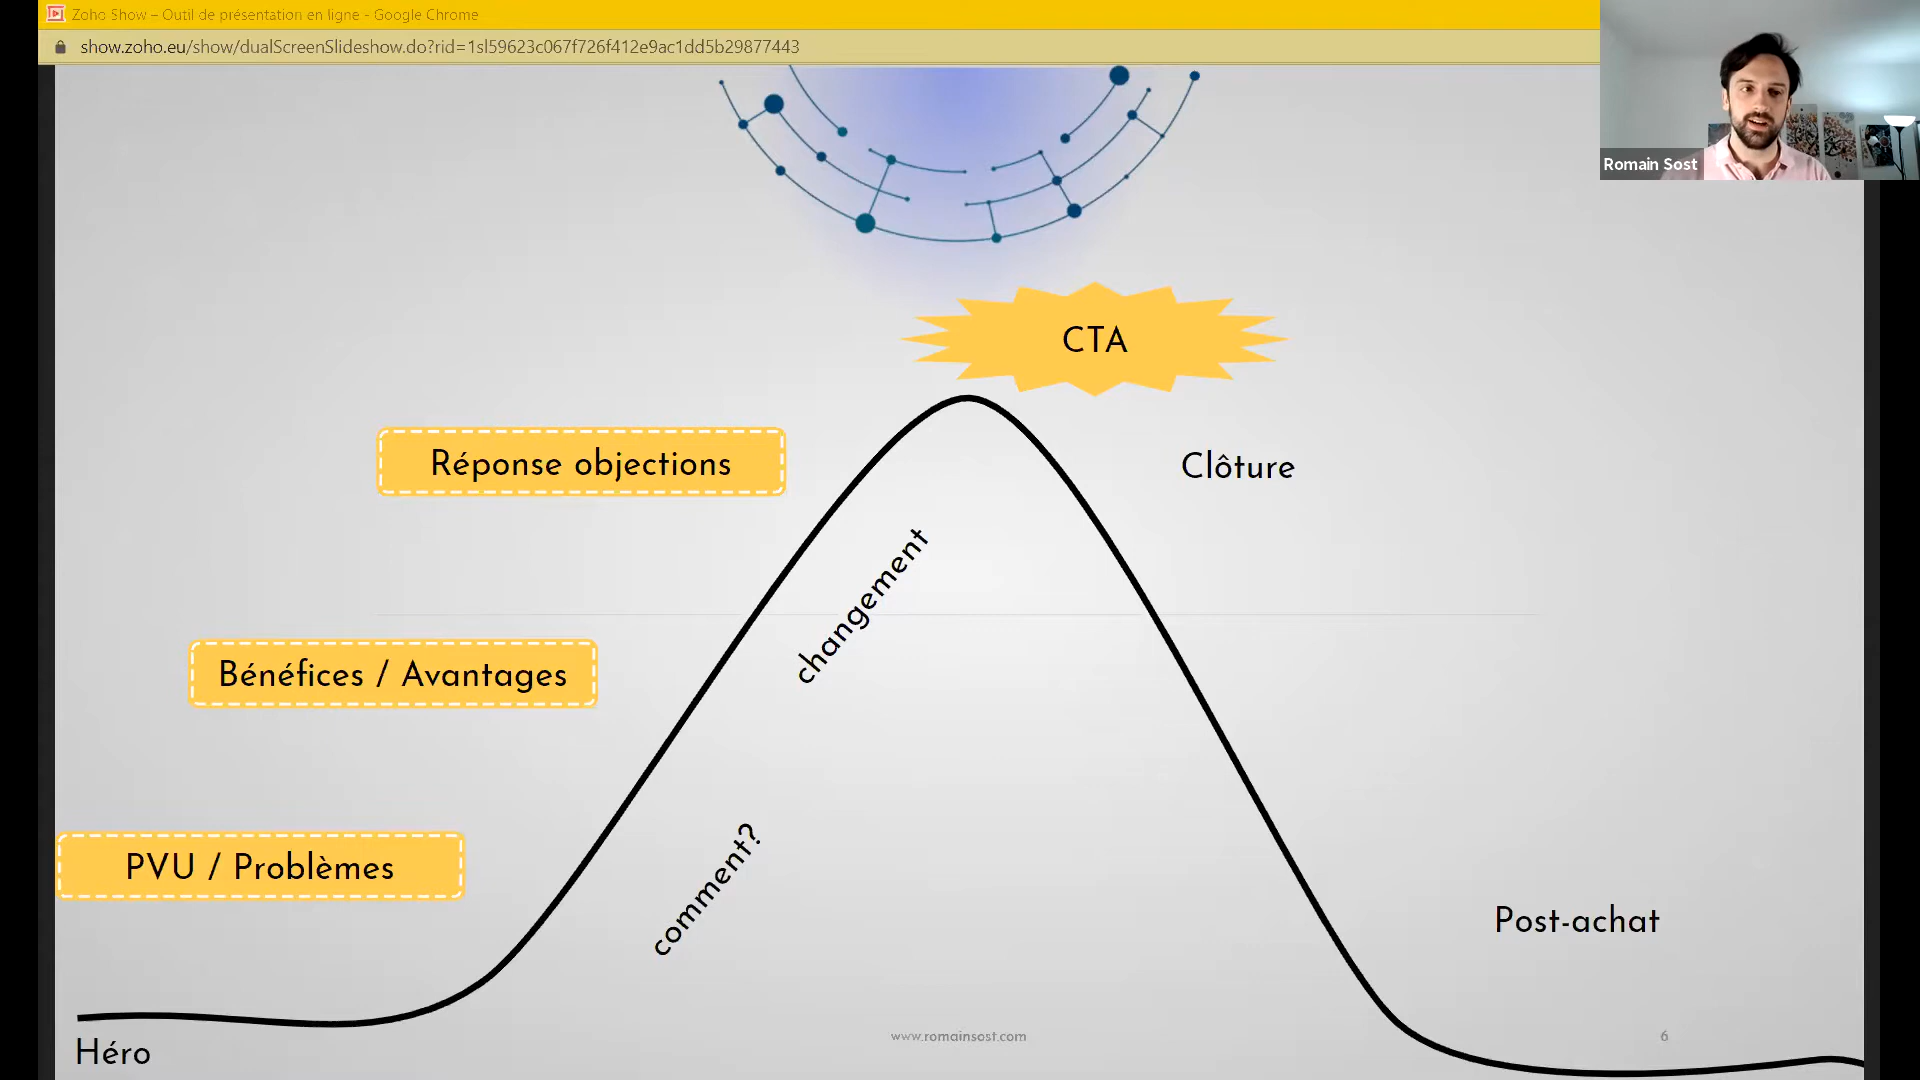 Zoho Show – Outil de présentation en ligne - Google Chrome
show.zoho.eu/show/dualScreenSlideshow.do?rid=1sl59623c067f726f412e9ac1dd5b29877443
Romain Sost
CTA
Réponse objections
Clôture
changement
Bénéfices / Avantages
comment?
PVU / Problèmes
Post-achat
Héro
www.romainsost.com
6